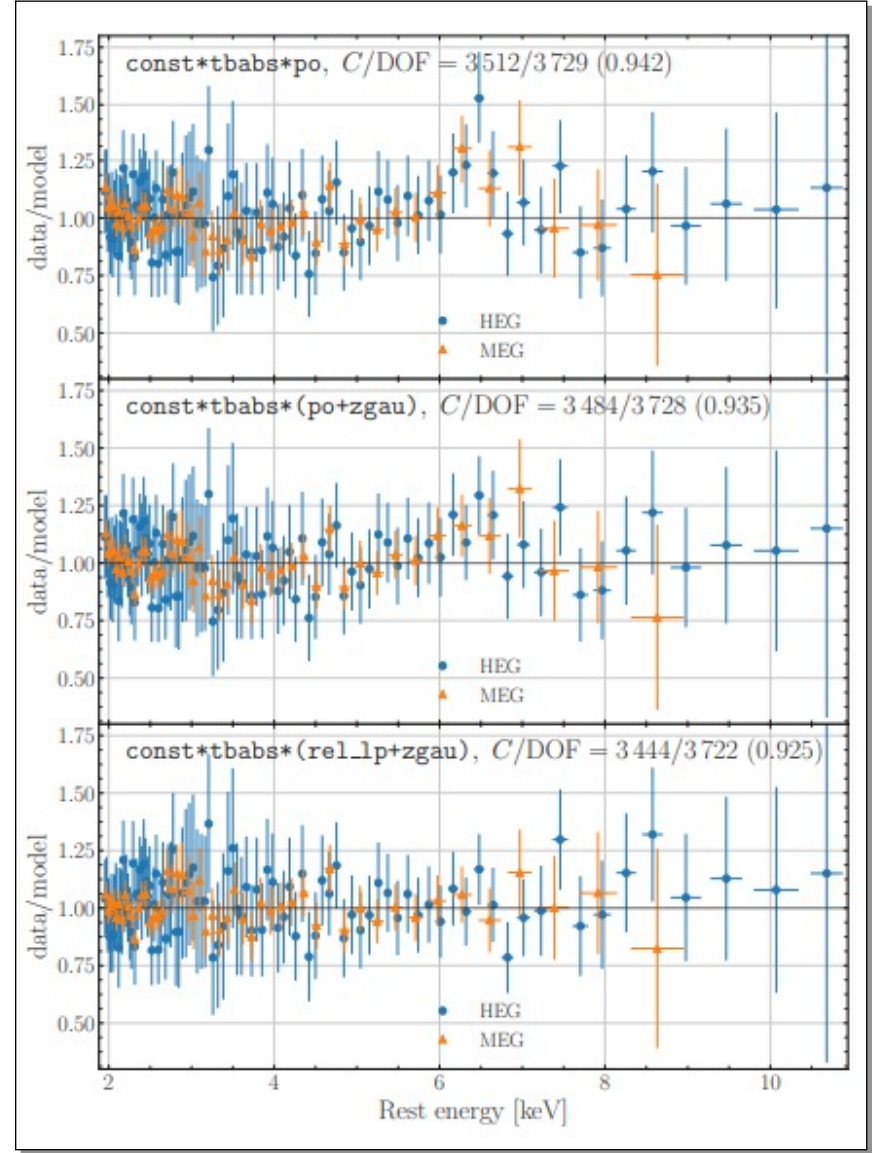 const*tbabs*po, C/DOF = 3 512/3 729 (0.942)
1.75
1.50
1.25
1.00
0.75
0.50
data/model
HEG
MEG
const*tbabs*(po+zgau), C/DOF = 3 484/3 728 (0.935)
1.75
1.50
1.25
1.00
0.75
0.50
data/model
HEG
MEG
const*tbabs*(rel_lp+zgau), C/DOF = 3 444/3 722 (0.925)
1.75
1.50
1.25
1.00
0.75
0.50
data/model
HEG
MEG
2 4 6 8 10
Rest energy [keV]